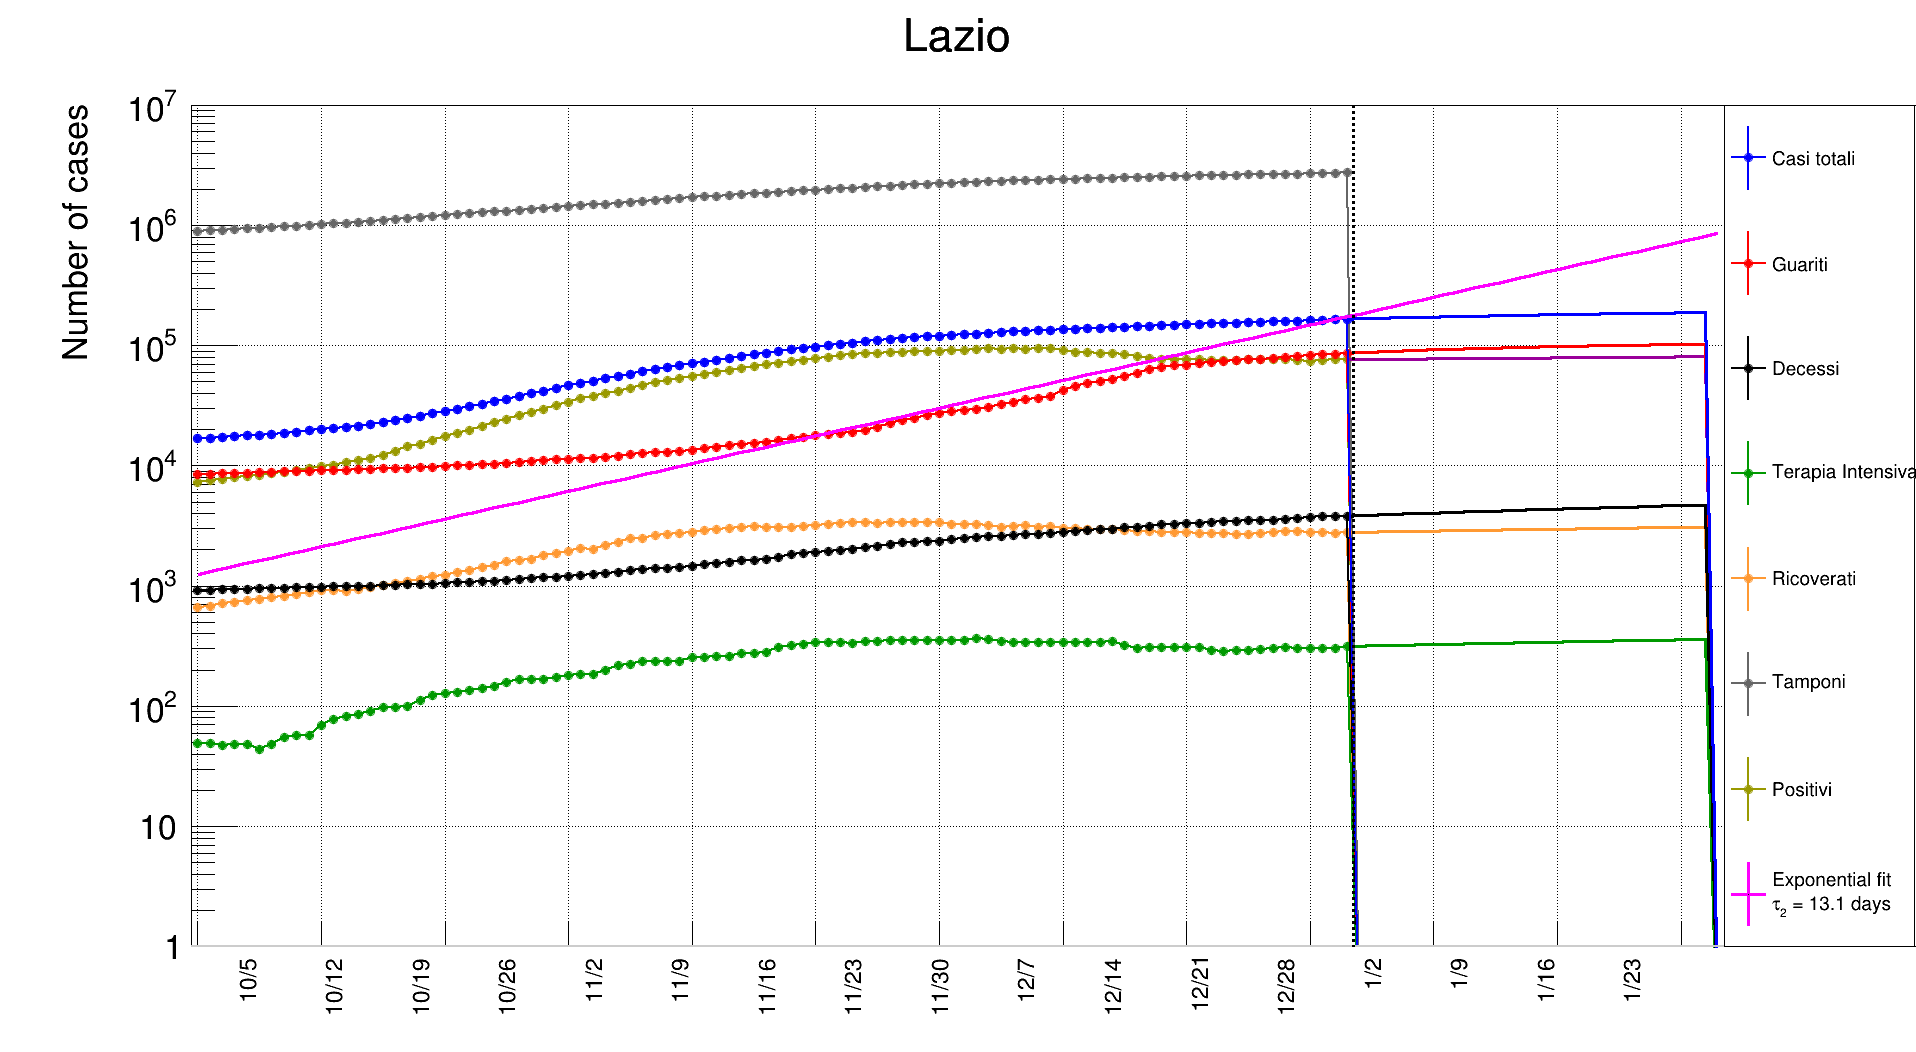 Lazio
Number of cases
10^7
10^6
10^5
10^4
10^3
10^2
10
1
10/5
10/12
10/19
10/26
11/2
11/9
11/16
11/23
11/30
12/7
12/14
12/21
12/28
1/2
1/9
1/16
1/23
Casi totali
Guariti
Decessi
Terapia Intensiva
Ricoverati
Tamponi
Positivi
Exponential fit
τ_2 = 13.1 days